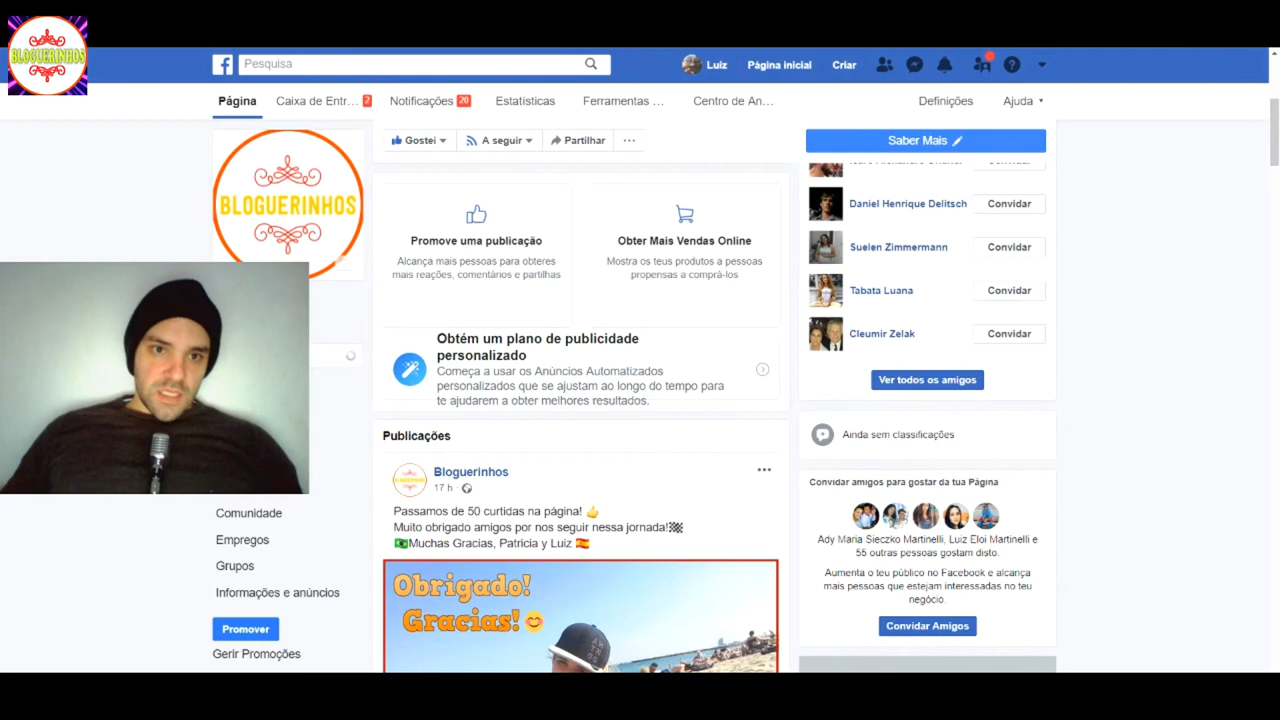 BLOGUERINHOS
Pesquisa
Luiz
Página inicial
Criar
Página
Caixa de Entr... 2
Notificações 20
Estatísticas
Ferramentas ...
Centro de An...
Definições
Ajuda
Gostei
A seguir
Partilhar
...
Saber Mais
BLOGUERINHOS
Promove uma publicação
Alcança mais pessoas para obteres
mais reações, comentários e partilhas
Obter Mais Vendas Online
Mostra os teus produtos a pessoas
propensas a comprá-los
Obtém um plano de publicidade
personalizado
Começa a usar os Anúncios Automatizados
personalizados que se ajustam ao longo do tempo para
te ajudarem a obter melhores resultados.
Publicações
Bloguerinhos
17 h ·
Passamos de 50 curtidas na página! 👍
Muito obrigado amigos por nos seguir nessa jornada!🏁
🇧🇷Muchas Gracias, Patricia y Luiz 🇪🇸
Obrigado!
Gracias!😊
Daniel Henrique Delitsch Convidar
Suelen Zimmermann Convidar
Tabata Luana Convidar
Cleumir Zelak Convidar
Ver todos os amigos
Ainda sem classificações
Convidar amigos para gostar da tua Página
Ady Maria Sieczko Martinelli, Luiz Eloi Martinelli e
55 outras pessoas gostam disto.
Aumenta o teu público no Facebook e alcança
mais pessoas que estejam interessadas no teu
negócio.
Convidar Amigos
Comunidade
Empregos
Grupos
Informações e anúncios
Promover
Gerir Promoções